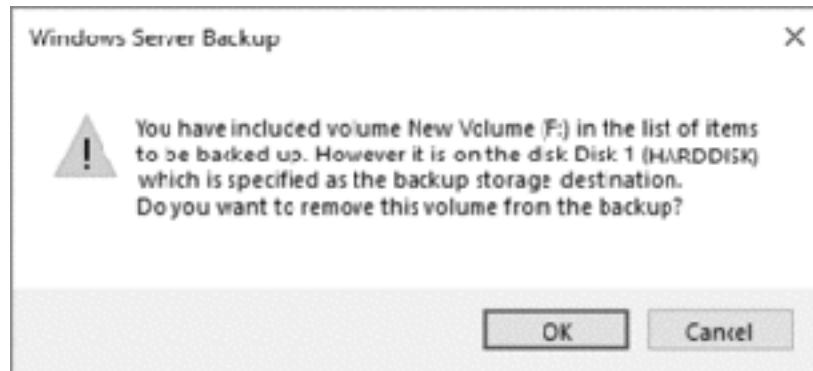 Windows Server Backup
You have included volume New Volume (F:) in the list of items
to be backed up. However it is on the disk Disk 1 (HARDDISK)
which is specified as the backup storage destination.
Do you want to remove this volume from the backup?
OK
Cancel